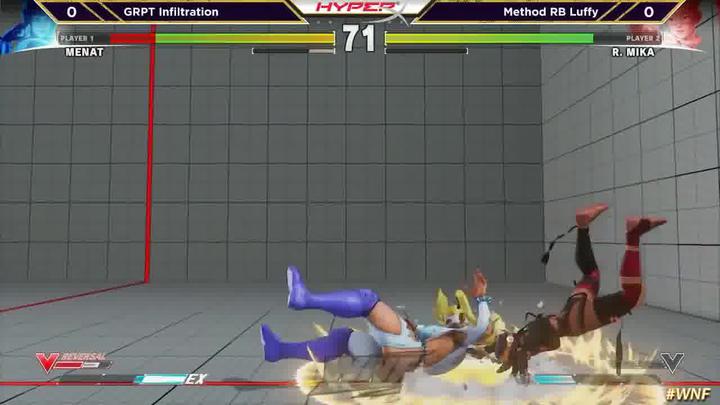 0 GRPT Infiltration HYPER Method RB Luffy 0
PLAYER 1 71 PLAYER 2
MENAT R. MIKA
REVERSAL
EX
#WNF